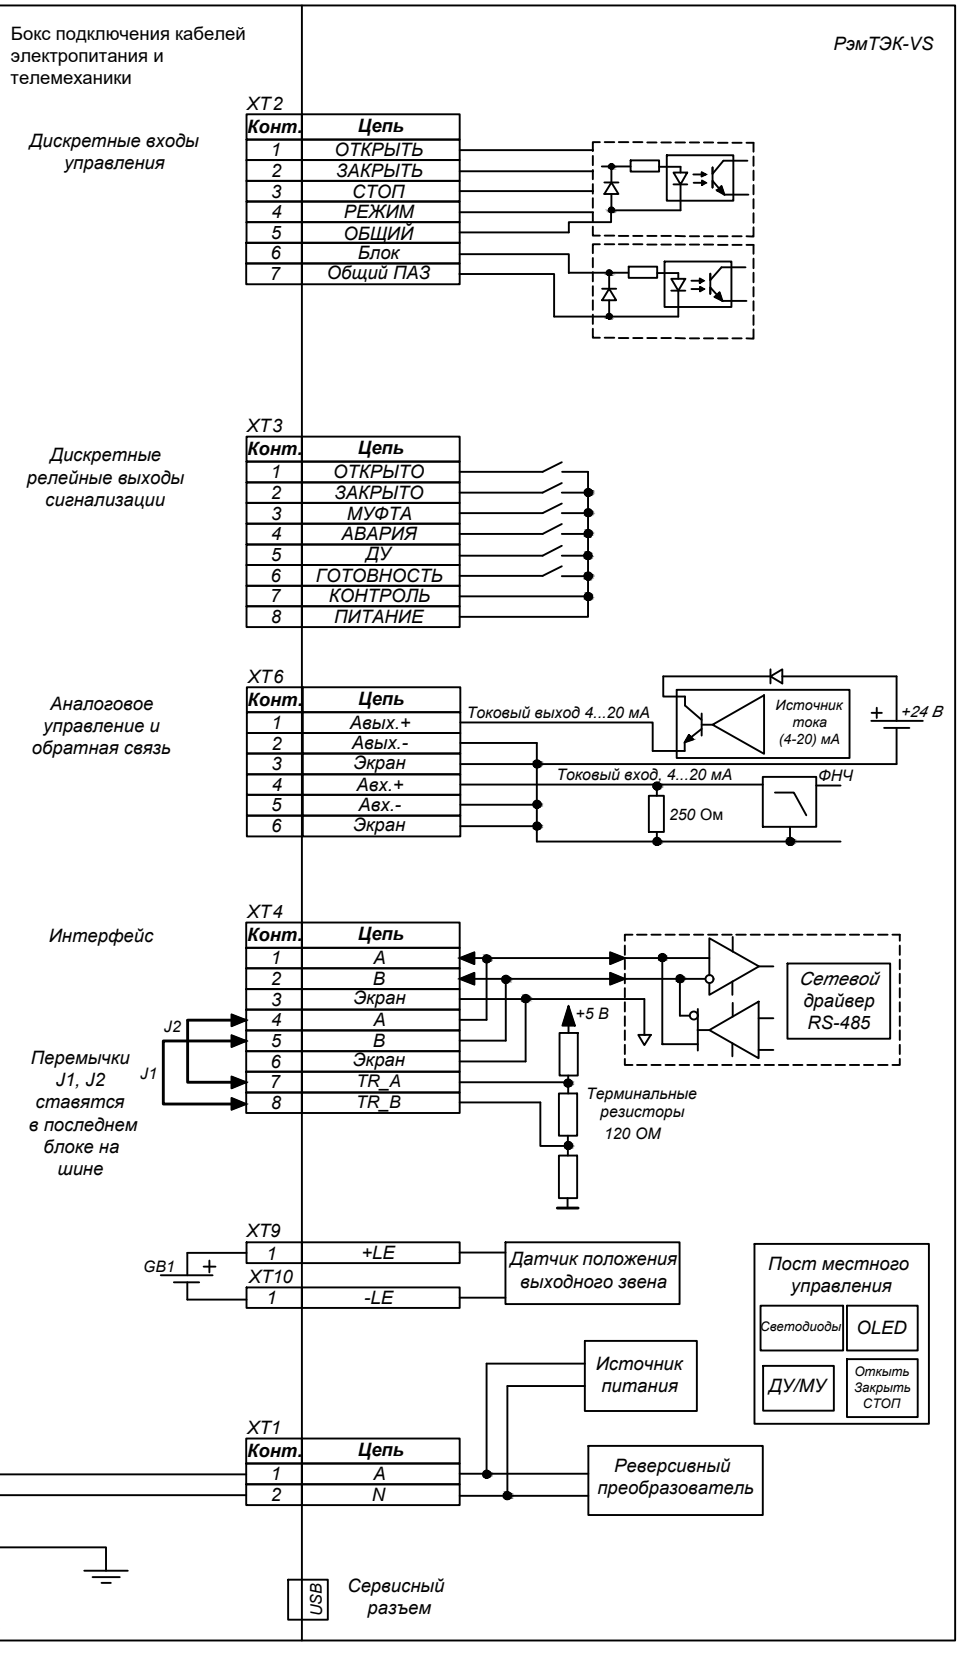 Бокс подключения кабелей
электропитания и
телемеханики
РэмТЭК-VS
Дискретные входы
управления
XT2
Конт. Цепь
1 ОТКРЫТЬ
2 ЗАКРЫТЬ
3 СТОП
4 РЕЖИМ
5 ОБЩИЙ
6 Блок
7 Общий ПАЗ
Дискретные
релейные выходы
сигнализации
XT3
Конт. Цепь
1 ОТКРЫТО
2 ЗАКРЫТО
3 МУФТА
4 АВАРИЯ
5 ДУ
6 ГОТОВНОСТЬ
7 КОНТРОЛЬ
8 ПИТАНИЕ
Аналоговое
управление и
обратная связь
XT6
Конт. Цепь
1 Авых.+
2 Авых.-
3 Экран
4 Авх.+
5 Авх.-
6 Экран
Токовый выход 4...20 мА
Источник
тока
(4-20) мА
+
+24 В
Токовый вход, 4...20 мА
ФНЧ
250 Ом
Интерфейс
XT4
Конт. Цепь
1 A
2 B
3 Экран
4 A
5 B
6 Экран
7 TR_A
8 TR_B
J2
J1
Перемычки
J1, J2
ставятся
в последнем
блоке на
шине
+5 В
Терминальные
резисторы
120 ОМ
Сетевой
драйвер
RS-485
XT9
1 +LE
XT10
1 -LE
GB1
+
Датчик положения
выходного звена
Пост местного
управления
Светодиоды
OLED
ДУ/МУ
Откыть
Закрыть
СТОП
Источник
питания
XT1
Конт. Цепь
1 A
2 N
Реверсивный
преобразователь
USB
Сервисный
разъем